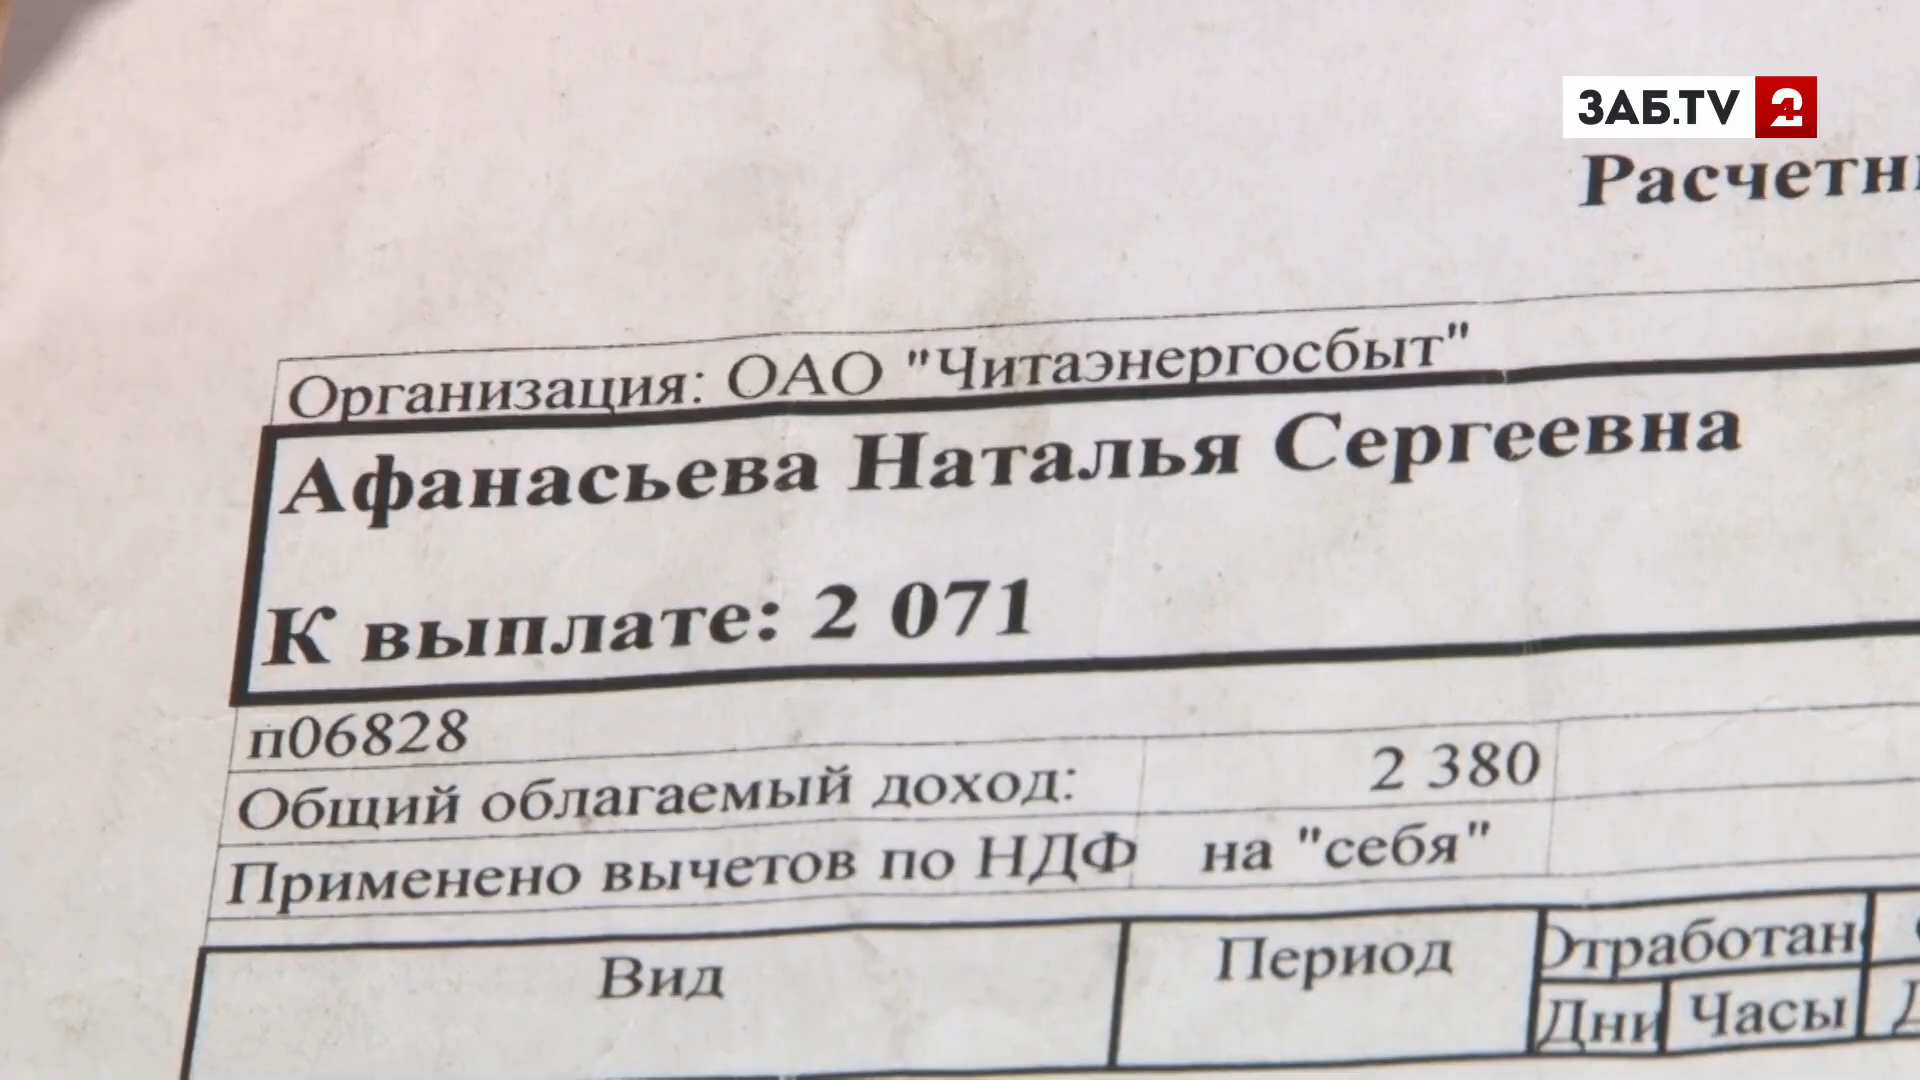 ЗАБ.TV 24
Расчетн
Организация: ОАО "Читаэнергосбыт"
Афанасьева Наталья Сергеевна
К выплате: 2 071
п06828
Общий облагаемый доход: 2 380
Применено вычетов по НДФ на "себя"
Вид Период Отработан
Дни Часы